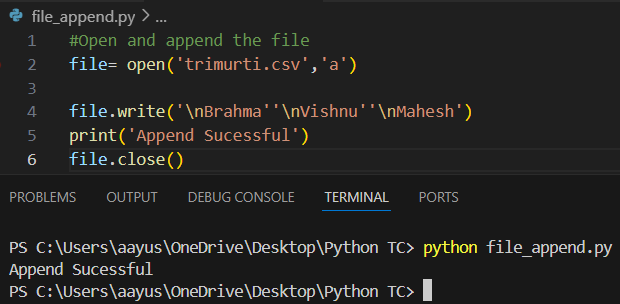 file_append.py > ...
1 #Open and append the file
2 file= open('trimurti.csv','a')
3
4 file.write('\nBrahma''\nVishnu''\nMahesh')
5 print('Append Sucessful')
6 file.close()
PROBLEMS OUTPUT DEBUG CONSOLE TERMINAL PORTS
PS C:\Users\aayus\OneDrive\Desktop\Python TC> python file_append.py
Append Sucessful
PS C:\Users\aayus\OneDrive\Desktop\Python TC>